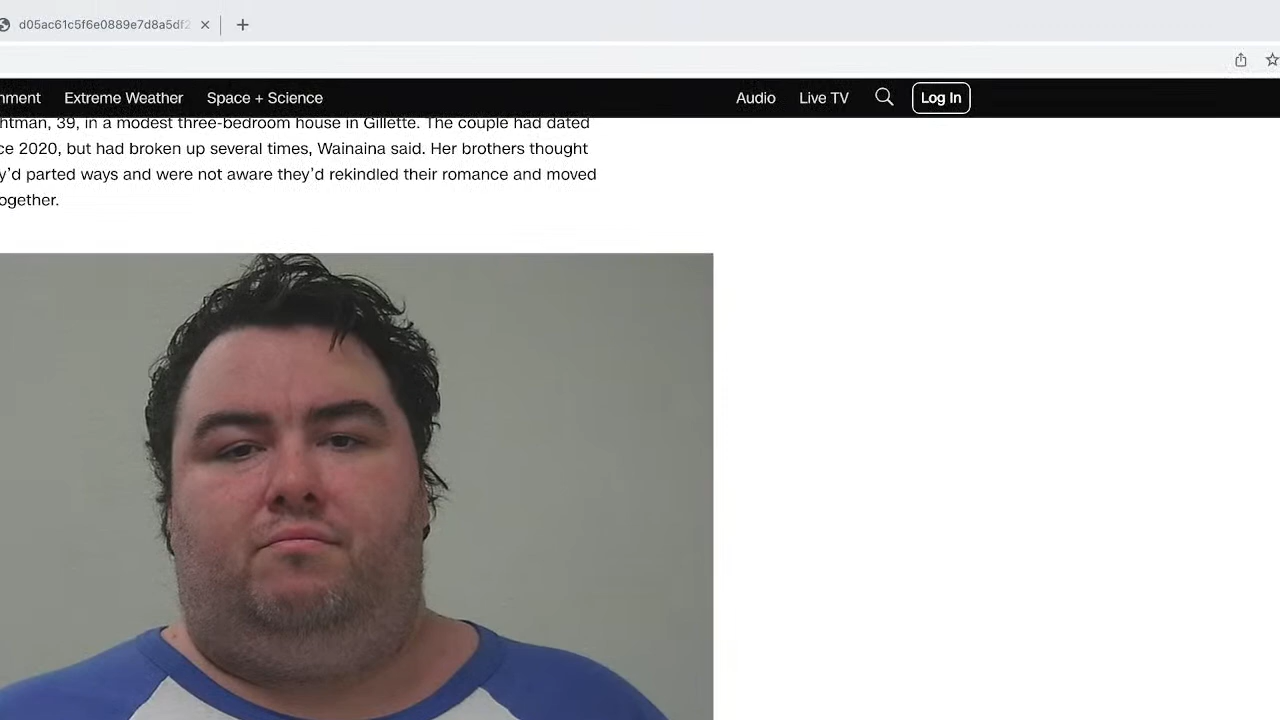 d05ac61c5f6e0889e7d8a5df2
nment Extreme Weather Space + Science Audio Live TV Log In
htman, 39, in a modest three-bedroom house in Gillette. The couple had dated
ce 2020, but had broken up several times, Wainaina said. Her brothers thought
y'd parted ways and were not aware they'd rekindled their romance and moved
ogether.